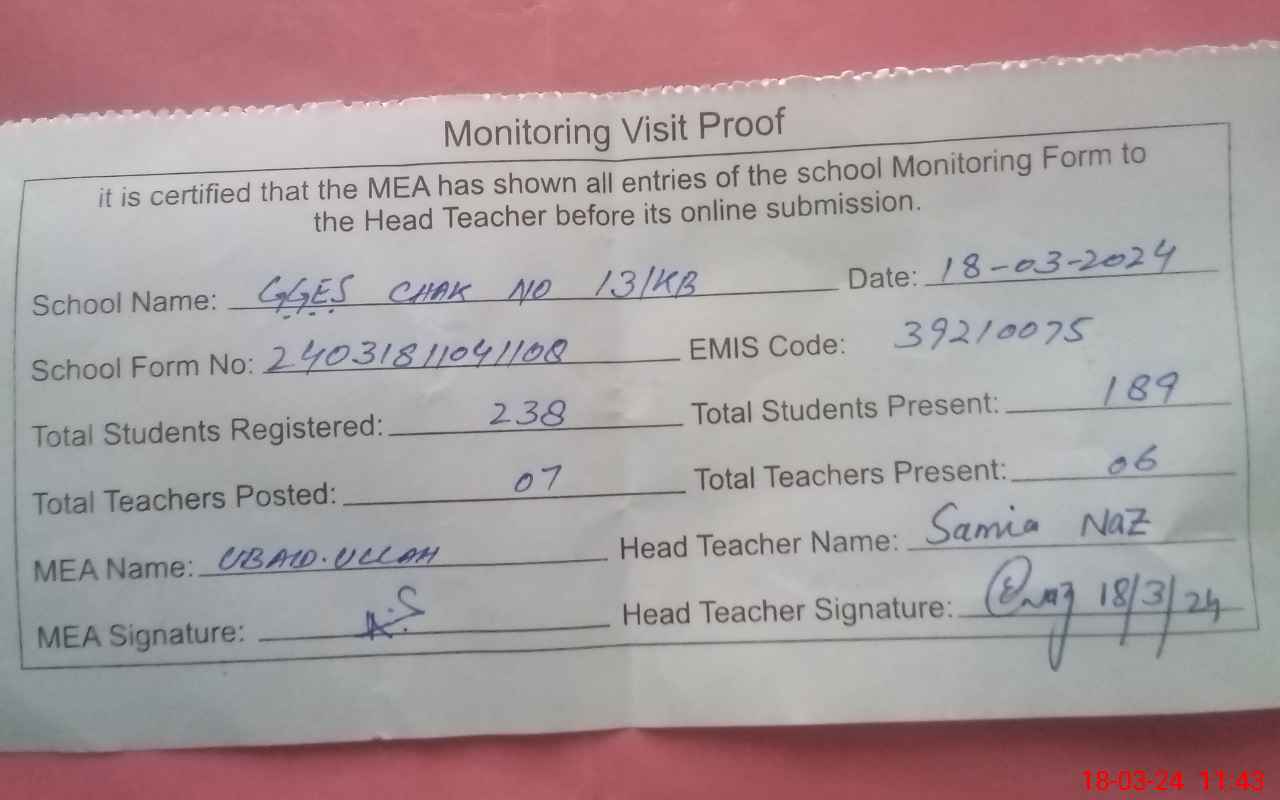 Monitoring Visit Proof
it is certified that the MEA has shown all entries of the school Monitoring Form to
the Head Teacher before its online submission.
School Name: GGES CHAK NO 13/KB Date: 18-03-2024
School Form No: 24031811041108 EMIS Code: 39210075
Total Students Registered: 238 Total Students Present: 189
Total Teachers Posted: 07 Total Teachers Present: 06
MEA Name: UBAID.ULLAH Head Teacher Name: Samia NaZ
MEA Signature: Head Teacher Signature: 18/3/24
18-03-24 11:43